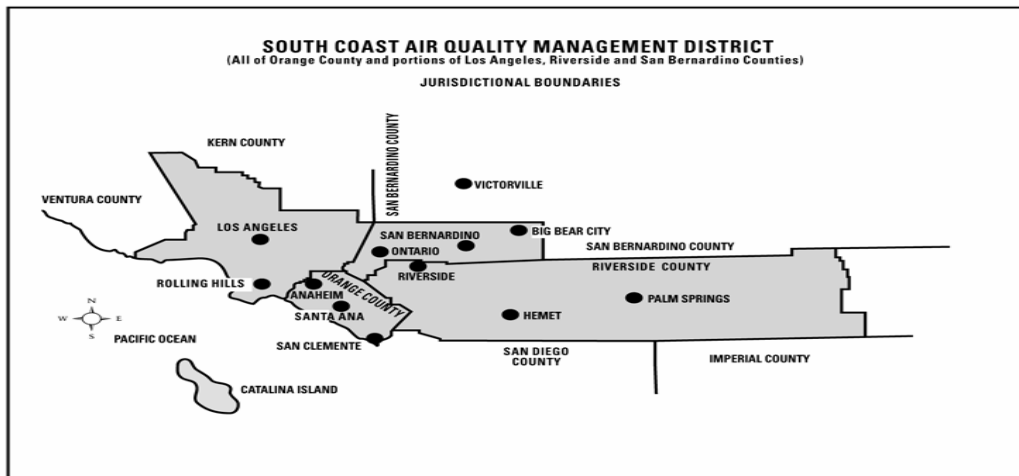 SOUTH COAST AIR QUALITY MANAGEMENT DISTRICT
(All of Orange County and portions of Los Angeles, Riverside and San Bernardino Counties)
JURISDICTIONAL BOUNDARIES
KERN COUNTY
SAN BERNARDINO COUNTY
VICTORVILLE
VENTURA COUNTY
LOS ANGELES
SAN BERNARDINO
BIG BEAR CITY
ONTARIO
SAN BERNARDINO COUNTY
RIVERSIDE COUNTY
RIVERSIDE
ROLLING HILLS
ORANGE COUNTY
ANAHEIM
PALM SPRINGS
SANTA ANA
HEMET
N
W
E
S
PACIFIC OCEAN
SAN CLEMENTE
SAN DIEGO
COUNTY
IMPERIAL COUNTY
CATALINA ISLAND